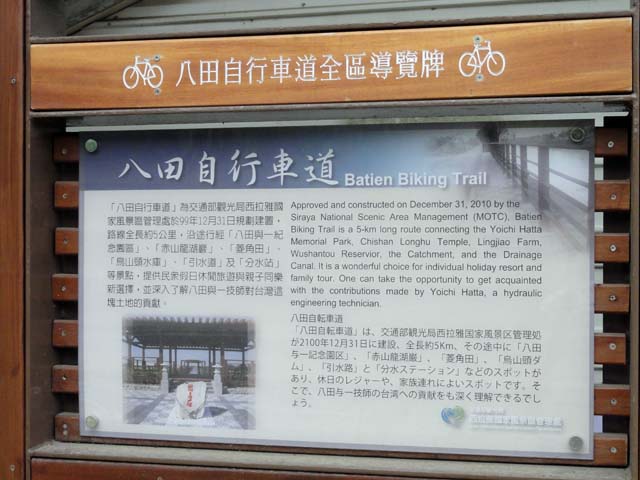 八田自行車道全區導覽牌
八田自行車道 Batien Biking Trail
「八田自行車道」為交通部觀光局西拉雅國
家風景區管理處於99年12月31日規劃建置，
路線全長約5公里，沿途行經「八田與一紀
念園區」、「赤山龍湖巖」、「菱角田」、
「烏山頭水庫」、「引水道」及「分水站」
等景點，提供民眾假日休閒旅遊與親子同樂
新選擇，並深入了解八田與一技師對台灣這
塊土地的貢獻。
Approved and constructed on December 31, 2010 by the
Siraya National Scenic Area Management (MOTC), Batien
Biking Trail is a 5-km long route connecting the Yoichi Hatta
Memorial Park, Chishan Longhu Temple, Lingjiao Farm,
Wushantou Reservior, the Catchment, and the Drainage
Canal. It is a wonderful choice for individual holiday resort and
family tour. One can take the opportunity to get acquainted
with the contributions made by Yoichi Hatta, a hydraulic
engineering technician.
八田自転車道
「八田自転車道」は、交通部観光局西拉雅国家風景区管理処
が2100年12月31日に建設、全長約5Km、その途中に「八田
与一記念園区」、「赤山龍湖巖」、「菱角田」、「烏山頭ダ
ム」、「引水路」と「分水ステーション」などのスポットが
あり、休日のレジャーや、家族連れによいスポットです。そ
こで、八田与一技師の台湾への貢献をも深く理解できるでし
ょう。